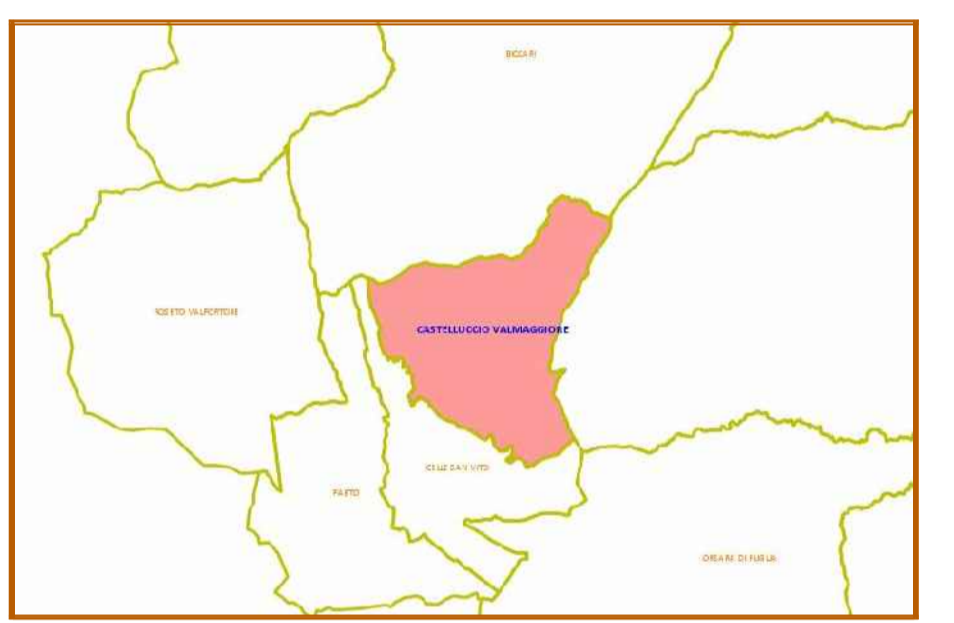 BICCARI
ROSETO VALFORTORE
CASTELLUCCIO VALMAGGIORE
CELLE SAN VITO
FAETO
ORSARA DI PUGLIA